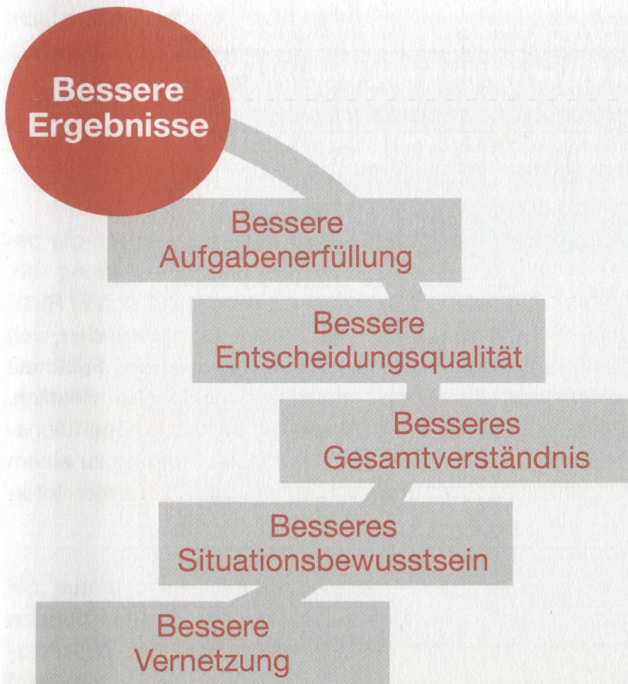 Bessere
Ergebnisse
Bessere
Aufgabenerfüllung
Bessere
Entscheidungsqualität
Besseres
Gesamtverständnis
Besseres
Situationsbewusstsein
Bessere
Vernetzung